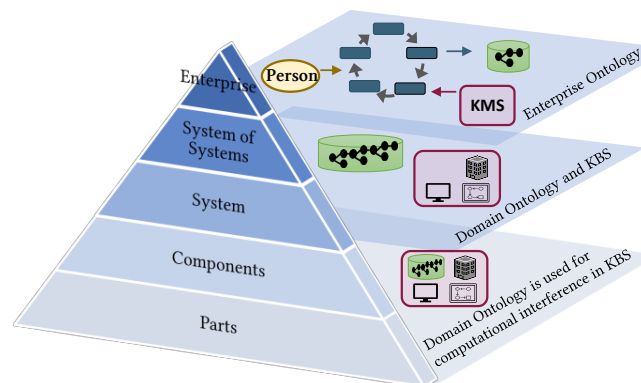 Enterprise
System of
Systems
System
Components
Parts
Person
KMS
Enterprise Ontology
Domain Ontology and KBS
Domain Ontology is used for
computational interference in KBS